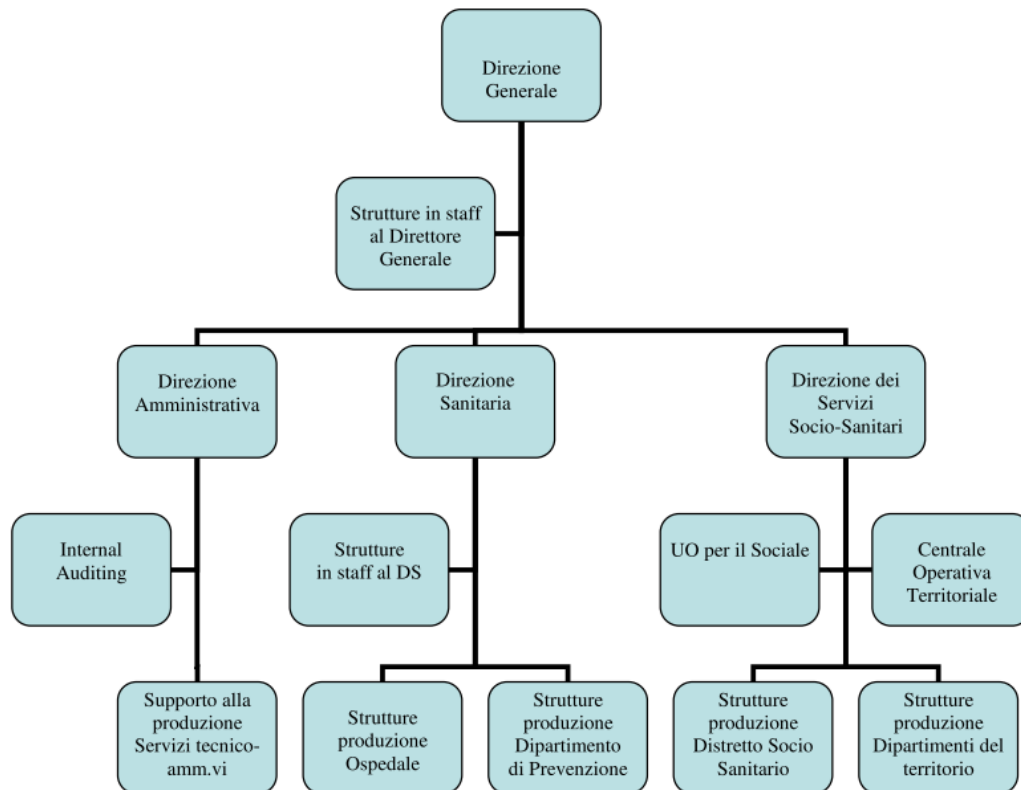 Direzione
Generale
Strutture in staff
al Direttore
Generale
Direzione
Amministrativa
Direzione
Sanitaria
Direzione dei
Servizi
Socio-Sanitari
Internal
Auditing
Strutture
in staff al DS
UO per il Sociale
Centrale
Operativa
Territoriale
Supporto alla
produzione
Servizi tecnico-
amm.vi
Strutture
produzione
Ospedale
Strutture
produzione
Dipartimento
di Prevenzione
Strutture
produzione
Distretto Socio
Sanitario
Strutture
produzione
Dipartimenti del
territorio